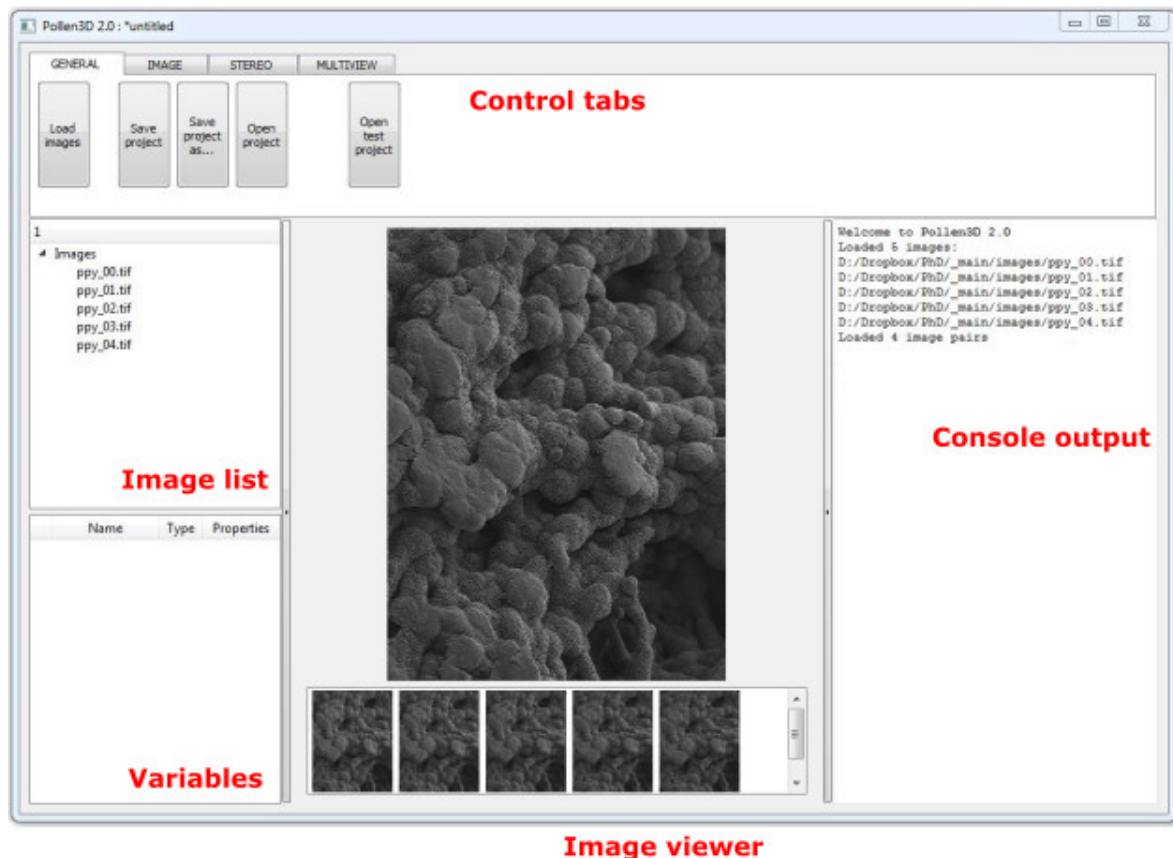 Pollen3D 2.0 : *untitled
GENERAL IMAGE STEREO MULTIVIEW
Control tabs
Load images
Save project
Save project as...
Open project
Open test project
1
Images
ppy_00.tif
ppy_01.tif
ppy_02.tif
ppy_03.tif
ppy_04.tif
Image list
Name Type Properties
Variables
Welcome to Pollen3D 2.0
Loaded 5 images:
D:/Dropbox/PhD/_main/images/ppy_00.tif
D:/Dropbox/PhD/_main/images/ppy_01.tif
D:/Dropbox/PhD/_main/images/ppy_02.tif
D:/Dropbox/PhD/_main/images/ppy_03.tif
D:/Dropbox/PhD/_main/images/ppy_04.tif
Loaded 4 image pairs
Console output
Image viewer